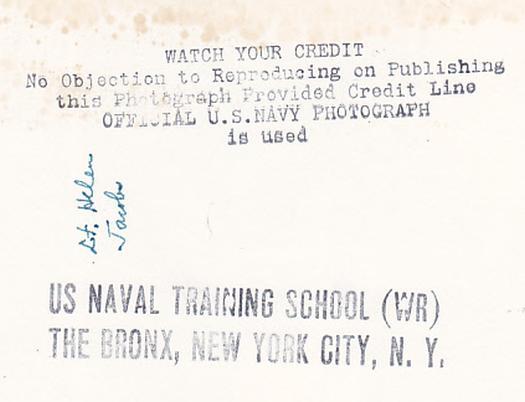 WATCH YOUR CREDIT
No Objection to Reproducing on Publishing
this Photograph Provided Credit Line
OFFICIAL U.S.NAVY PHOTOGRAPH
is used
Lt. Helen
Jacobs
US NAVAL TRAINING SCHOOL (WR)
THE BRONX, NEW YORK CITY, N. Y.